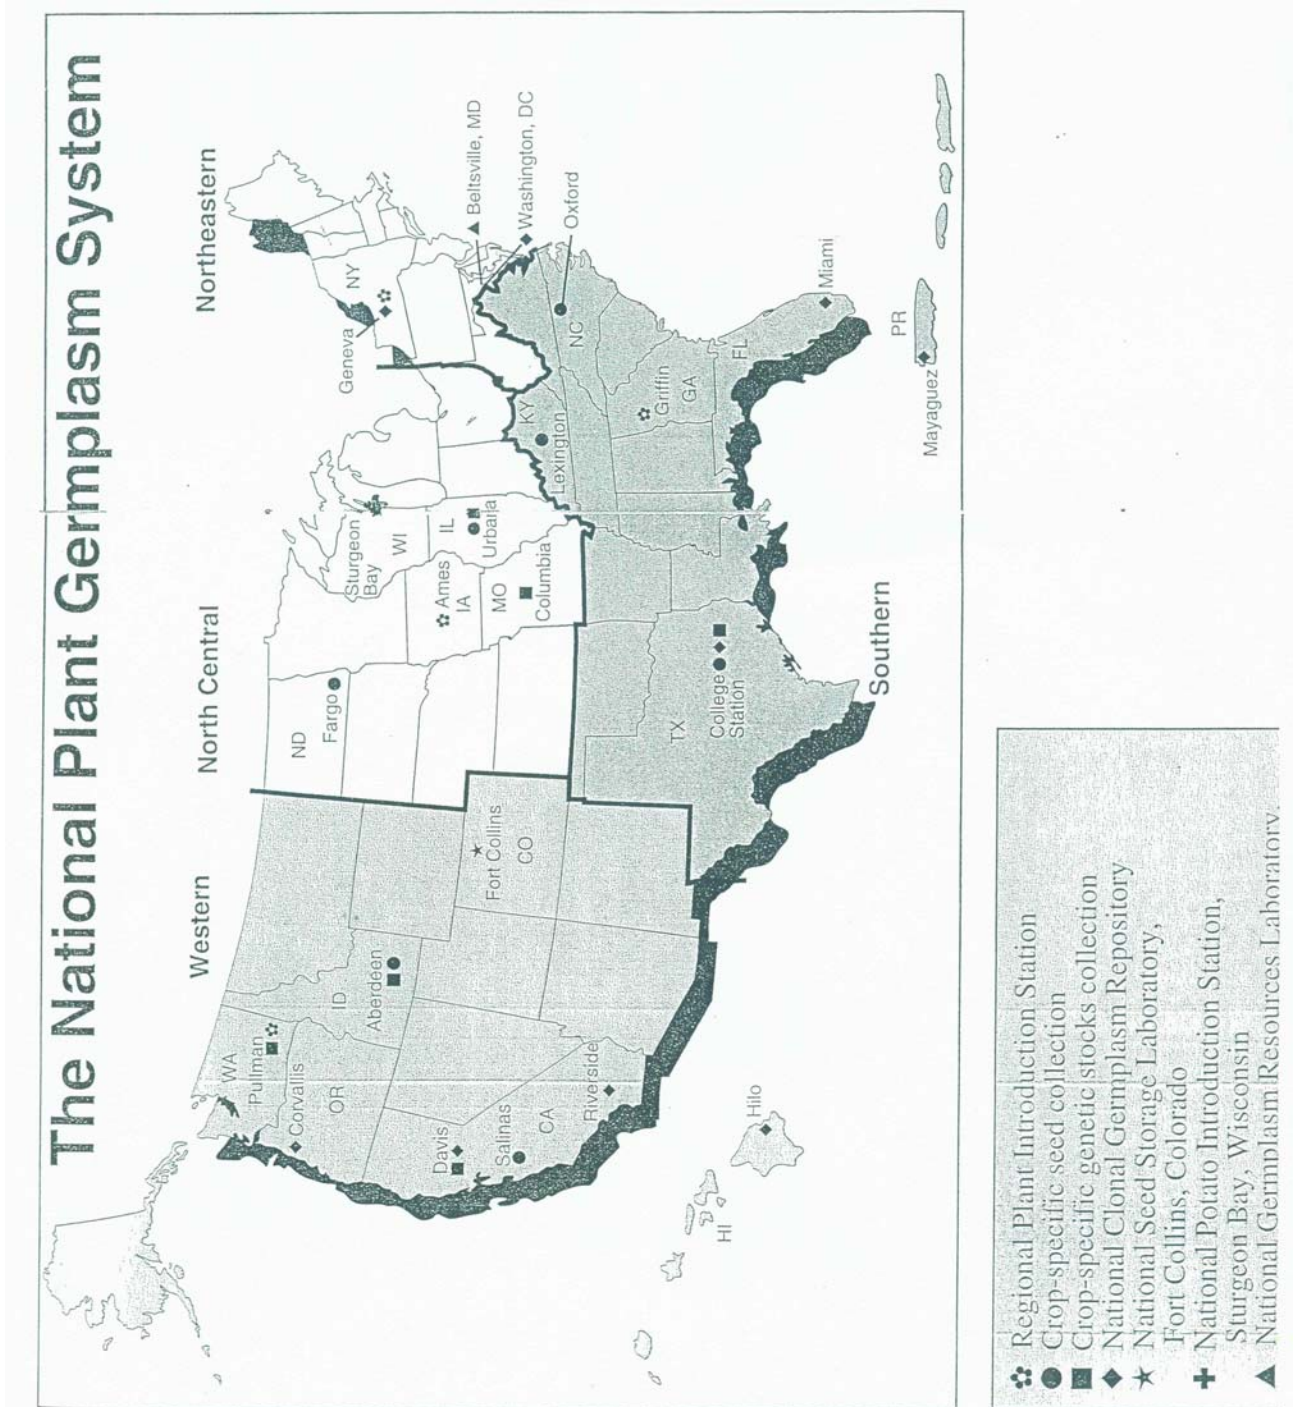 The National Plant Germplasm System
Western
North Central
Northeastern
WA
Pulman
Corvallis
OR
ID
Aberdeen
Davis
Salinas
CA
Riverside
Fort Collins
CO
ND
Fargo
Sturgeon
Bay
WI
Ames
IA
IL
Urbana
MO
Columbia
NY
Geneva
Beltsville, MD
Washington, DC
Oxford
NC
KY
Lexington
Griffin
GA
FL
Miami
TX
College
Station
Southern
HI
Hilo
PR
Mayaguez
Regional Plant Introduction Station
Crop-specific seed collection
Crop-specific genetic stocks collection
National Clonal Germplasm Repository
National Seed Storage Laboratory,
Fort Collins, Colorado
National Potato Introduction Station,
Sturgeon Bay, Wisconsin
National Germplasm Resources Laboratory.